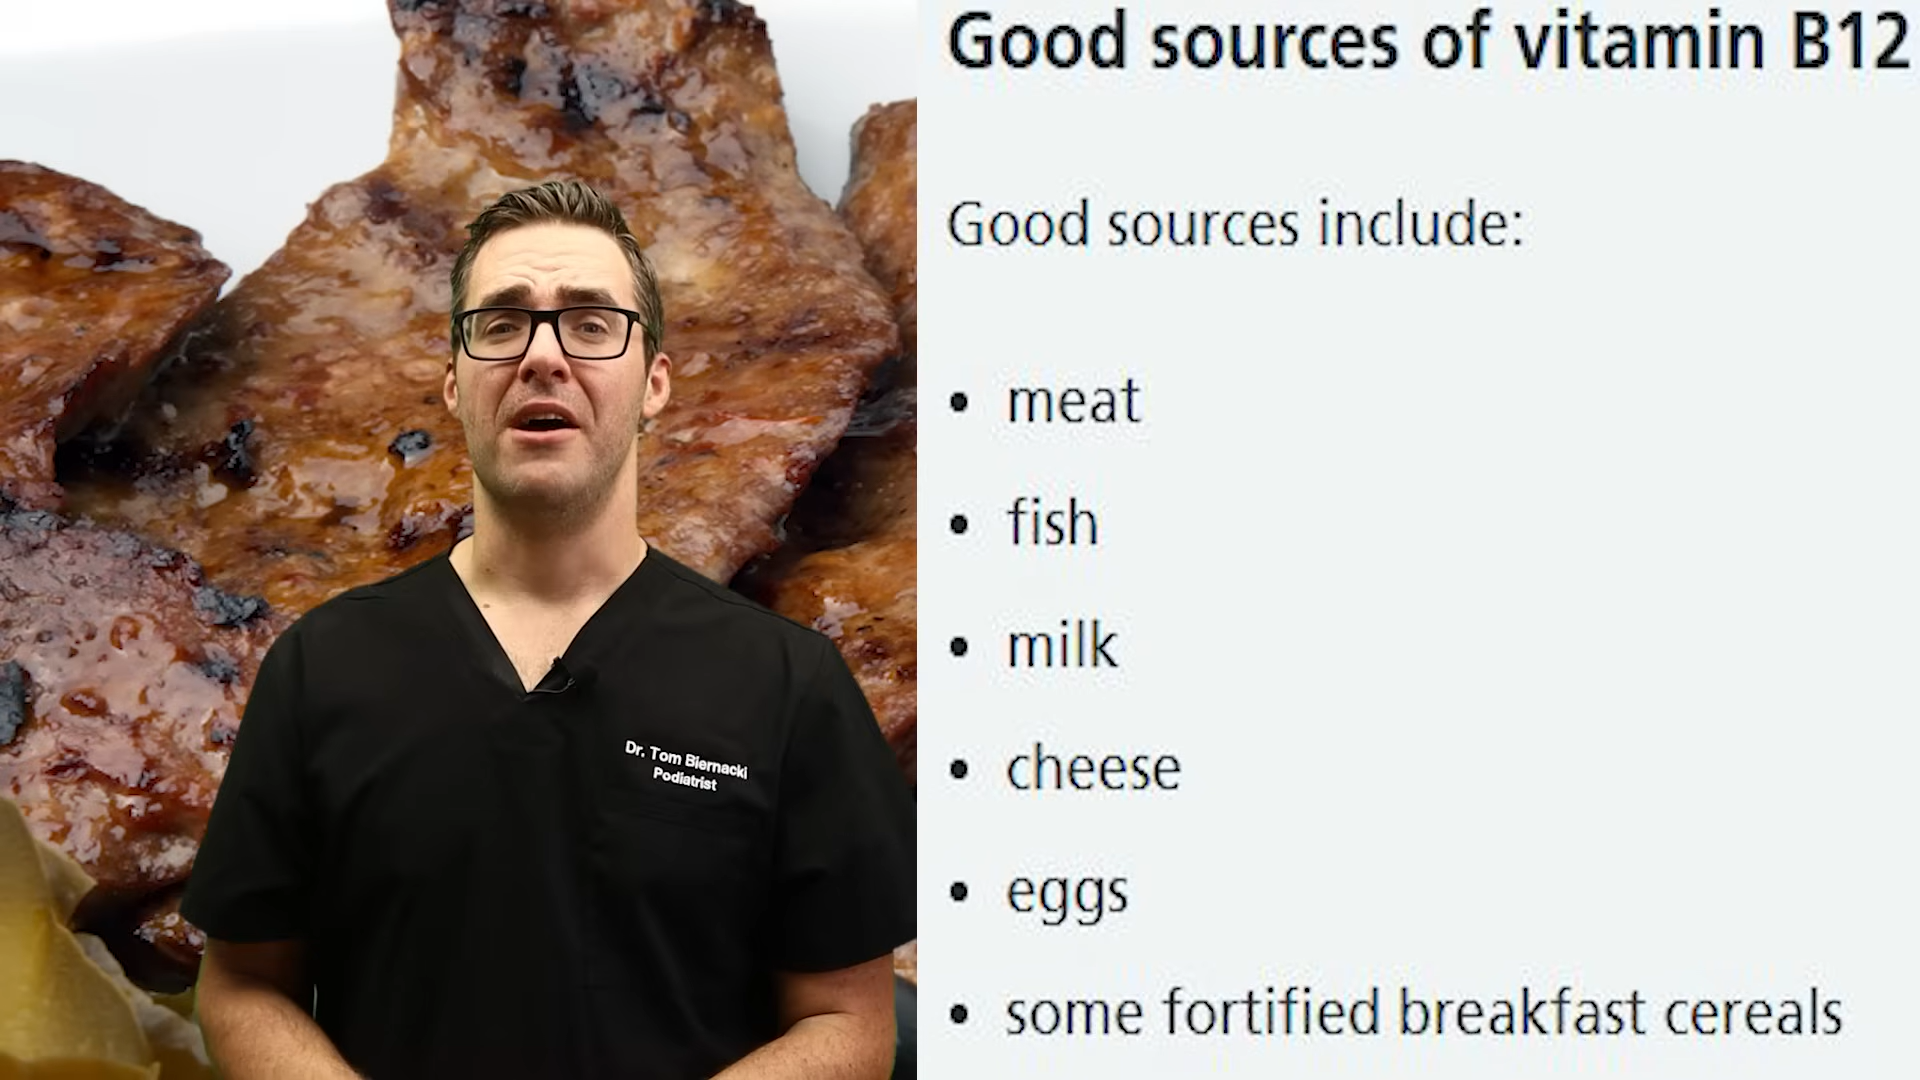 Good sources of vitamin B12
Good sources include:
• meat
• fish
• milk
• cheese
• eggs
• some fortified breakfast cereals
Dr. Tom Biernacki
Podiatrist